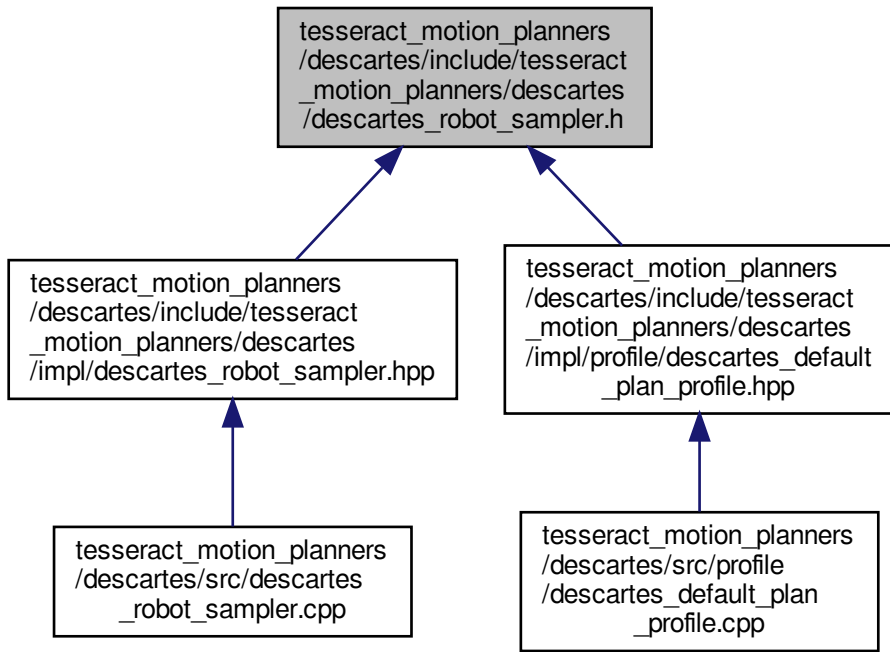 tesseract_motion_planners
/descartes/include/tesseract
_motion_planners/descartes
/descartes_robot_sampler.h
tesseract_motion_planners
/descartes/include/tesseract
_motion_planners/descartes
/impl/descartes_robot_sampler.hpp
tesseract_motion_planners
/descartes/include/tesseract
_motion_planners/descartes
/impl/profile/descartes_default
_plan_profile.hpp
tesseract_motion_planners
/descartes/src/descartes
_robot_sampler.cpp
tesseract_motion_planners
/descartes/src/profile
/descartes_default_plan
_profile.cpp